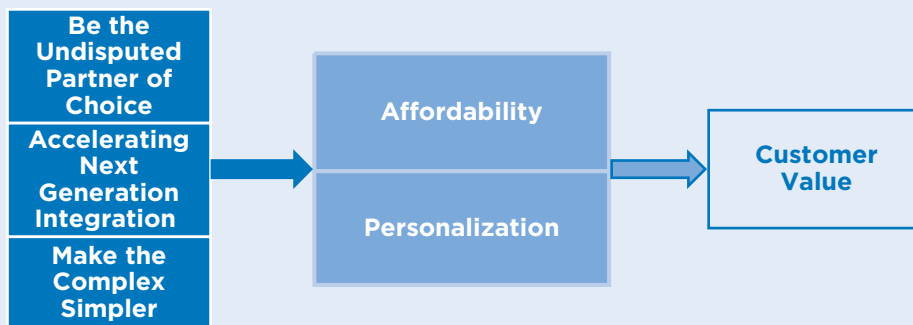 Be the
Undisputed
Partner of
Choice
Accelerating
Next
Generation
Integration
Make the
Complex
Simpler
Affordability
Personalization
Customer
Value